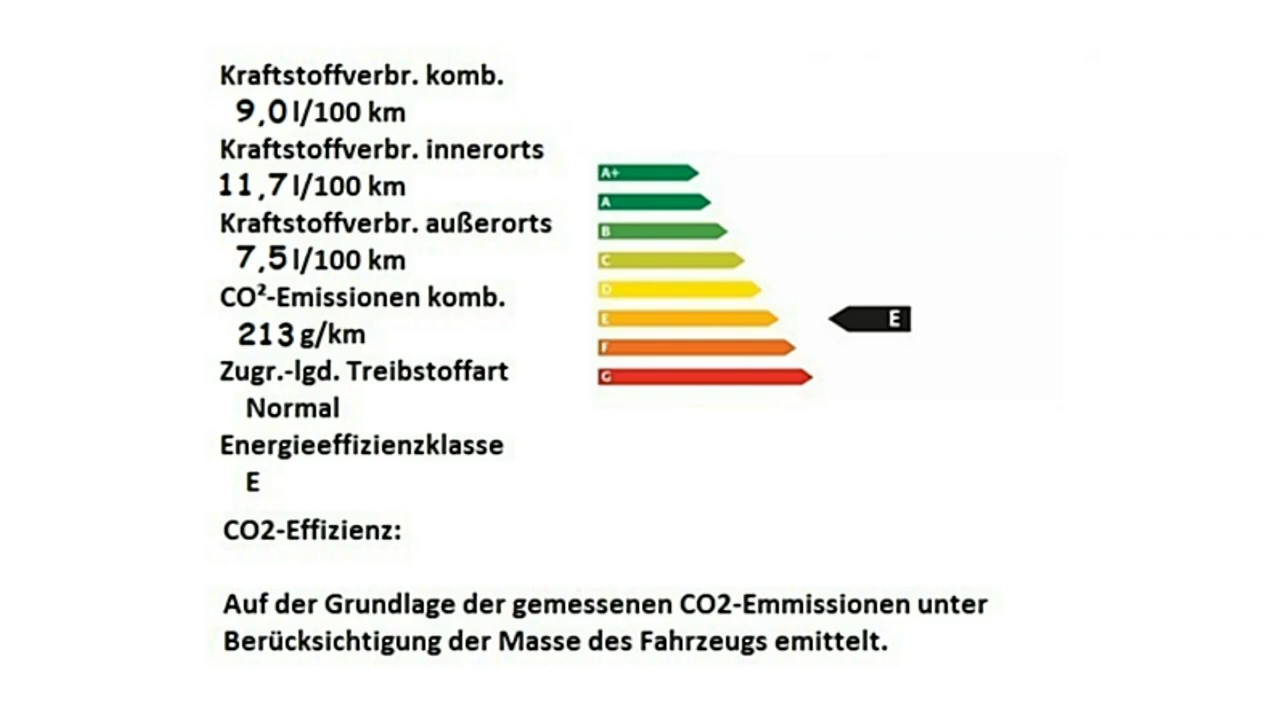 Kraftstoffverbr. komb.
9,0 l/100 km
Kraftstoffverbr. innerorts
11,7 l/100 km
Kraftstoffverbr. außerorts
7,5 l/100 km
CO²-Emissionen komb.
213 g/km
Zugr.-lgd. Treibstoffart
Normal
Energieeffizienzklasse
E
CO2-Effizienz:
A+
A
B
C
D
E
E
F
G
Auf der Grundlage der gemessenen CO2-Emmissionen unter
Berücksichtigung der Masse des Fahrzeugs emittelt.